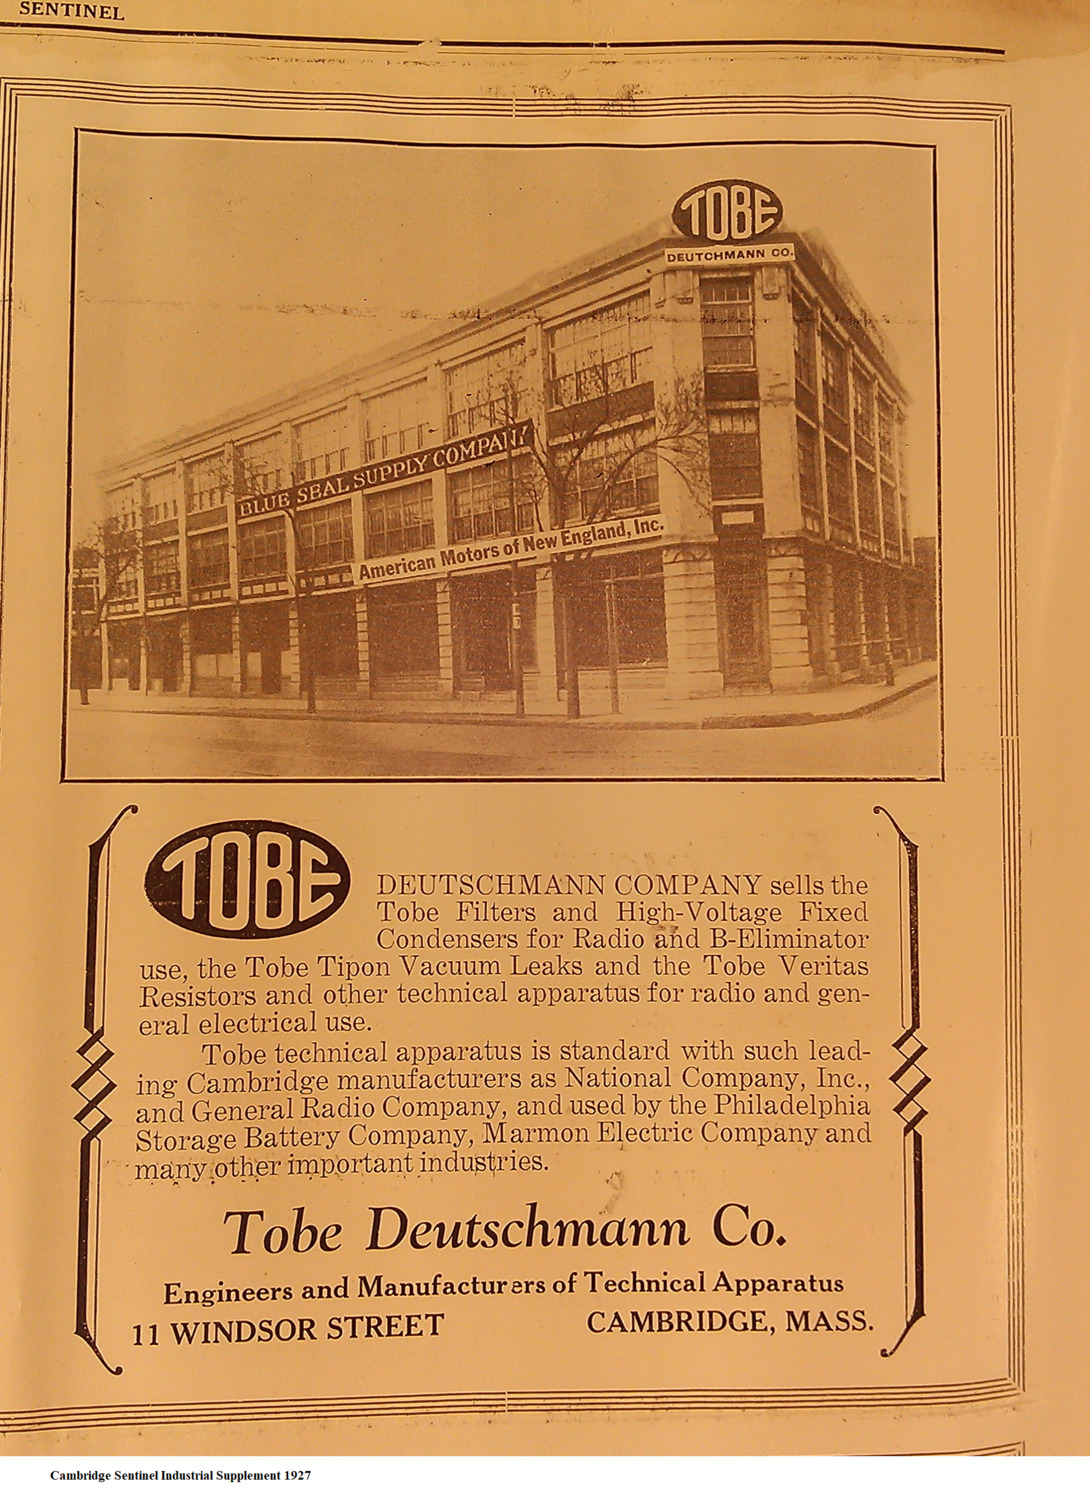 SENTINEL
TOBE
DEUTCHMANN CO.
BLUE SEAL SUPPLY COMPANY
American Motors of New England, Inc.
TOBE
DEUTSCHMANN COMPANY sells the
Tobe Filters and High-Voltage Fixed
Condensers for Radio and B-Eliminator
use, the Tobe Tipon Vacuum Leaks and the Tobe Veritas
Resistors and other technical apparatus for radio and gen-
eral electrical use.
Tobe technical apparatus is standard with such lead-
ing Cambridge manufacturers as National Company, Inc.,
and General Radio Company, and used by the Philadelphia
Storage Battery Company, Marmon Electric Company and
many other important industries.
Tobe Deutschmann Co.
Engineers and Manufacturers of Technical Apparatus
11 WINDSOR STREET CAMBRIDGE, MASS.
Cambridge Sentinel Industrial Supplement 1927